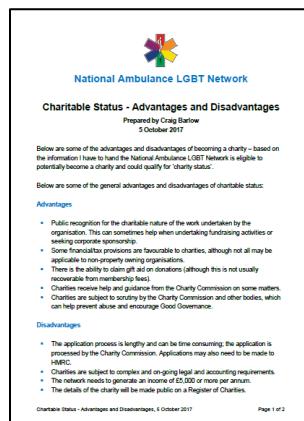 National Ambulance LGBT Network
Charitable Status - Advantages and Disadvantages
Prepared by Craig Barlow
5 October 2017
Below are some of the advantages and disadvantages of becoming a charity – based on
the information I have to hand the National Ambulance LGBT Network is eligible to
potentially become a charity and could qualify for 'charity status'.
Below are some of the general advantages and disadvantages of charitable status:
Advantages
• Public recognition for the charitable nature of the work undertaken by the
organisation. This can sometimes help when undertaking fundraising activities or
seeking corporate sponsorship.
• Some financial/tax provisions are favourable to charities, although not all may be
applicable to non-property owning organisations.
• There is the ability to claim gift aid on donations (although this is not usually
recoverable from membership fees).
• Charities receive help and guidance from the Charity Commission on some matters.
• Charities are subject to scrutiny by the Charity Commission and other bodies, which
can help prevent abuse and encourage Good Governance.
Disadvantages
• The application process is lengthy and can be time consuming; the application is
processed by the Charity Commission. Applications may also need to be made to
HMRC.
• Charities are subject to complex and on-going legal and accounting requirements.
• The network needs to generate an income of £5,000 or more per annum.
• The details of the charity will be made public on a Register of Charities.
Charitable Status - Advantages and Disadvantages, 5 October 2017 Page 1 of 2